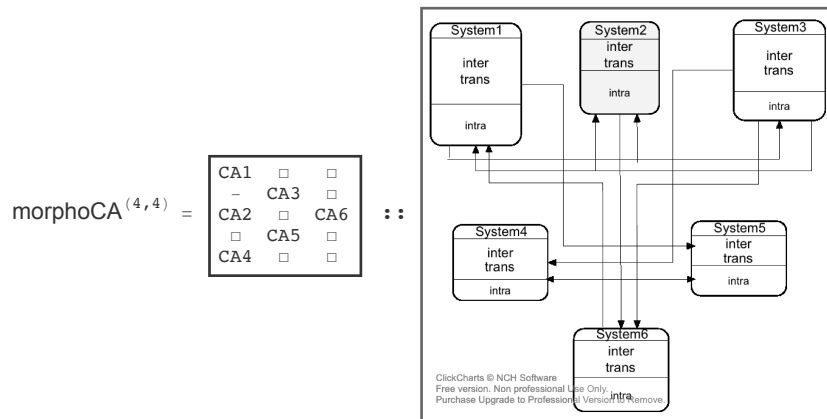 morphoCA(4,4) = 
CA1 □ □
– CA3 □
CA2 □ CA6
□ CA5 □
CA4 □ □
::
System1
inter
trans
intra
System2
inter
trans
intra
System3
inter
trans
intra
System4
inter
trans
intra
System5
inter
trans
intra
System6
inter
trans
intra
ClickCharts © NCH Software
Free version. Non professional Use Only.
Purchase Upgrade to Professional Version to Remove.